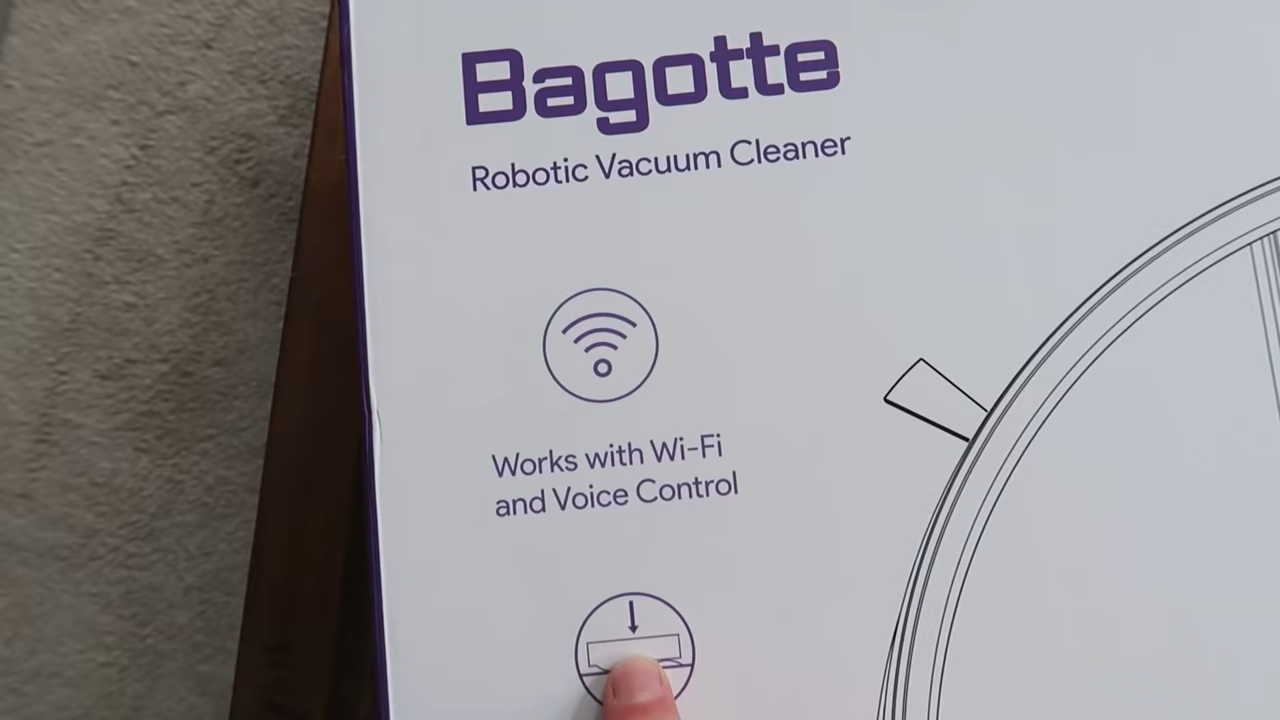 Bagotte
Robotic Vacuum Cleaner
Works with Wi-Fi
and Voice Control